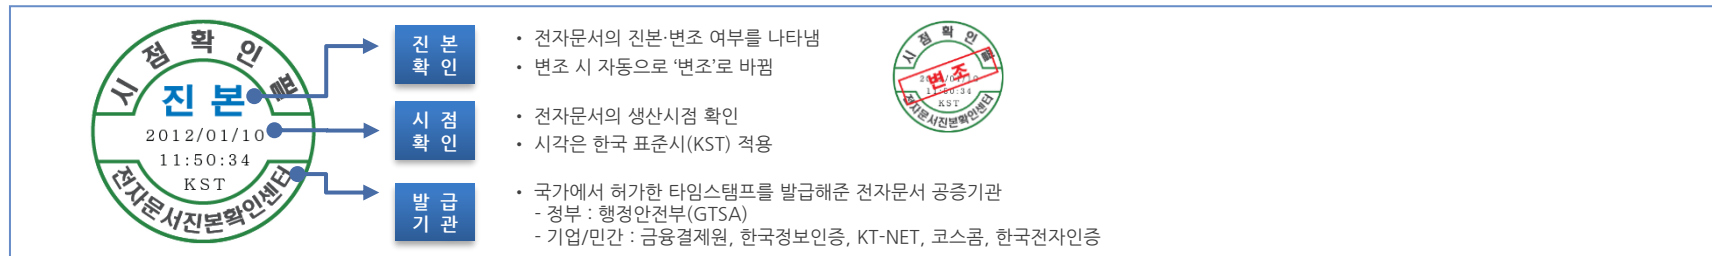 시점확인필
진 본
2012/01/10
11:50:34
KST
전자문서진본확인센터
진 본
확 인
• 전자문서의 진본·변조 여부를 나타냄
• 변조 시 자동으로 ‘변조’로 바뀜
시 점
확 인
• 전자문서의 생산시점 확인
• 시각은 한국 표준시(KST) 적용
발 급
기 관
• 국가에서 허가한 타임스탬프를 발급해준 전자문서 공증기관
- 정부 : 행정안전부(GTSA)
- 기업/민간 : 금융결제원, 한국정보인증, KT-NET, 코스콤, 한국전자인증
시점확인필
변조
11:50:34
KST
전자문서진본확인센터